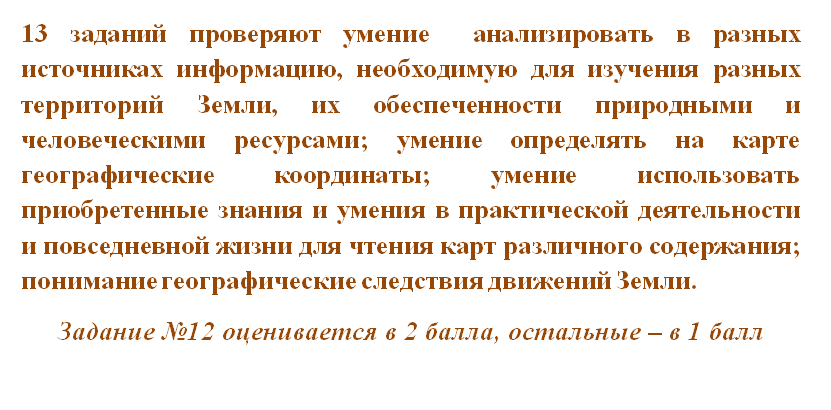 13 заданий проверяют умение анализировать в разных
источниках информацию, необходимую для изучения разных
территорий Земли, их обеспеченности природными и
человеческими ресурсами; умение определять на карте
географические координаты; умение использовать
приобретенные знания и умения в практической деятельности
и повседневной жизни для чтения карт различного содержания;
понимание географические следствия движений Земли.
Задание №12 оценивается в 2 балла, остальные – в 1 балл